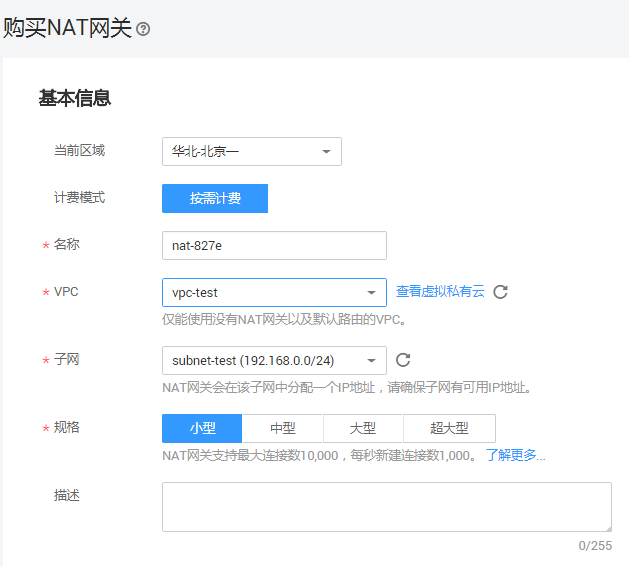 购买NAT网关
基本信息
当前区域 华北-北京一
计费模式 按需计费
* 名称 nat-827e
* VPC vpc-test 查看虚拟私有云
仅能使用没有NAT网关以及默认路由的VPC。
* 子网 subnet-test (192.168.0.0/24)
NAT网关会在该子网中分配一个IP地址，请确保子网有可用IP地址。
* 规格 小型 中型 大型 超大型
NAT网关支持最大连接数10,000，每秒新建连接数1,000。 了解更多...
描述
0/255